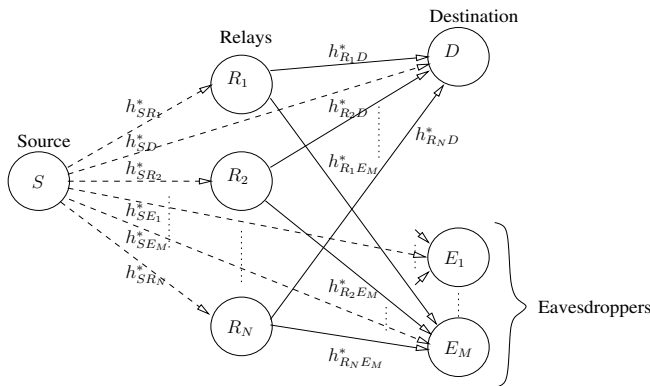 Destination
Relays
h*_{R_1D}
D
R_1
h*_{SR_1}
h*_{R_2D}
h*_{R_ND}
Source
h*_{SD}
h*_{R_1E_M}
S
h*_{SR_2}
R_2
h*_{SE_1}
h*_{SE_M}
E_1
h*_{SR_N}
h*_{R_2E_M}
Eavesdroppers
R_N
E_M
h*_{R_NE_M}